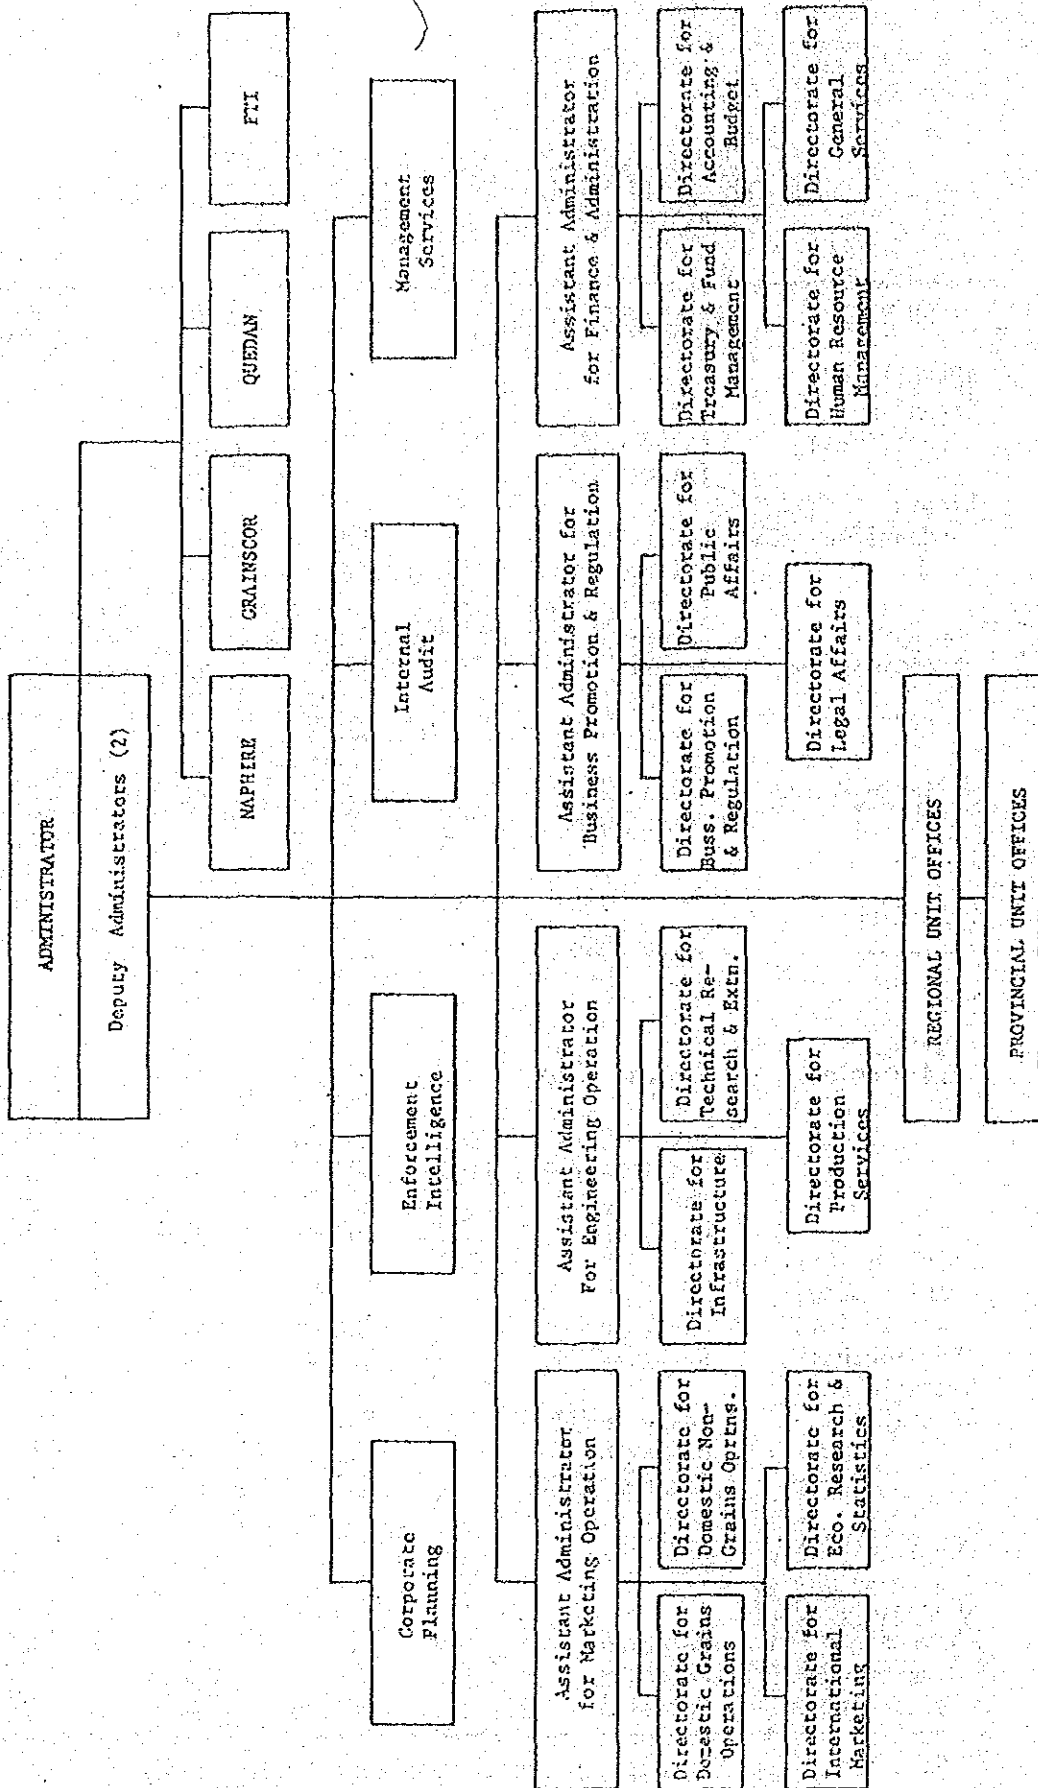 ADMINISTRATOR
Deputy Administrators (2)
NAPHIRE
GRAINSCOR
QUEDAN
FTI
Corporate
Planning
Enforcement
Intelligence
Internal
Audit
Management
Services
Assistant Administrator
for Marketing Operation
Assistant Administrator
For Engineering Operation
Assistant Administrator for
Business Promotion & Regulation
Assistant Administrator
for Finance & Administration
Directorate for
Domestic Grains
Operations
Directorate for
Domestic Non-
Grains Oprtns.
Directorate for
Infrastructure
Directorate for
Technical Re-
search & Extn.
Directorate for
Buss. Promotion
& Regulation
Directorate for
Public
Affairs
Directorate for
Treasury & Fund
Management
Directorate for
Accounting &
Budget
Directorate for
International
Marketing
Directorate for
Eco. Research &
Statistics
Directorate for
Production
Services
Directorate for
Legal Affairs
Directorate for
Human Resource
Management
Directorate for
General
Services
REGIONAL UNIT OFFICES
PROVINCIAL UNIT OFFICES